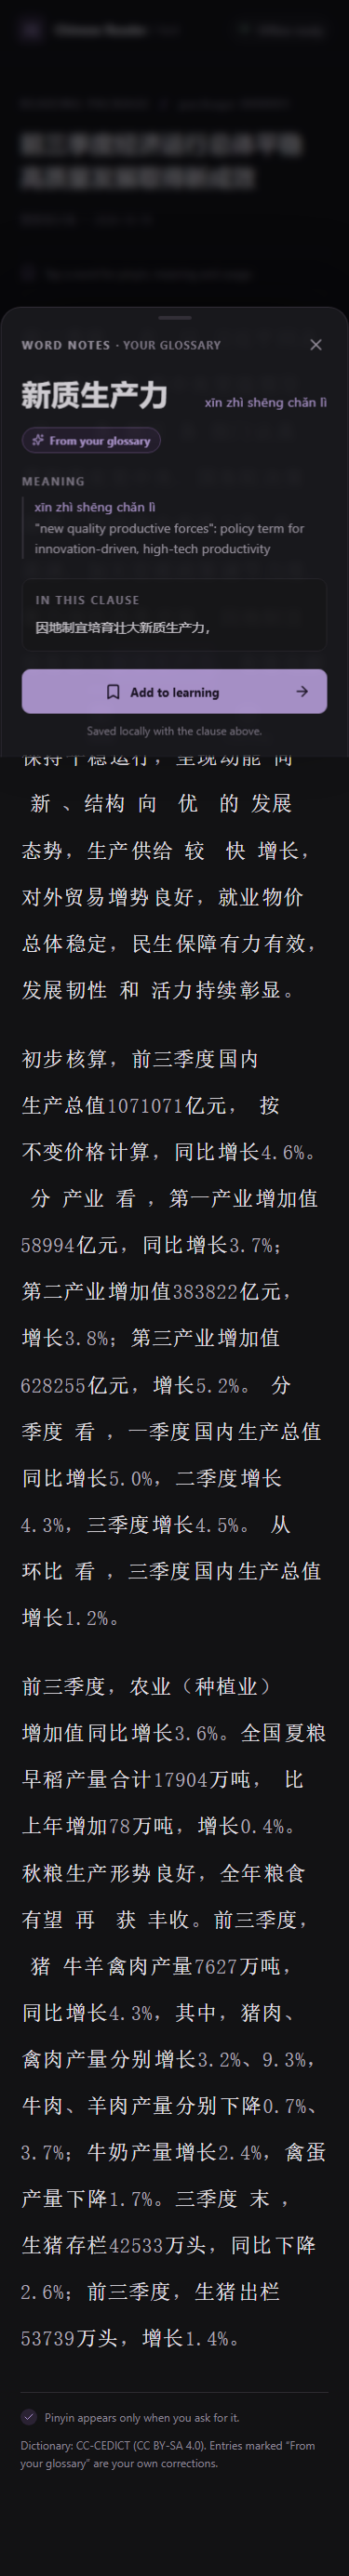 WORD NOTES · YOUR GLOSSARY
新质生产力
xīn zhì shēng chǎn lì
From your glossary
MEANING
xīn zhì shēng chǎn lì
"new quality productive forces": policy term for
innovation-driven, high-tech productivity
IN THIS CLAUSE
因地制宜培育壮大新质生产力，
Add to learning
Saved locally with the clause above.
保持平稳运行，呈现动能 向
新 、结构 向 优 的 发展
态势，生产供给 较 快 增长，
对外贸易增势良好，就业物价
总体稳定，民生保障有力有效，
发展韧性 和 活力持续彰显。
初步核算，前三季度国内
生产总值1071071亿元， 按
不变价格计算，同比增长4.6%。
分 产业 看 ，第一产业增加值
58994亿元，同比增长3.7%；
第二产业增加值383822亿元，
增长3.8%；第三产业增加值
628255亿元，增长5.2%。 分
季度 看 ，一季度国内生产总值
同比增长5.0%，二季度增长
4.3%，三季度增长4.5%。 从
环比 看 ，三季度国内生产总值
增长1.2%。
前三季度，农业（种植业）
增加值同比增长3.6%。全国夏粮
早稻产量合计17904万吨， 比
上年增加78万吨，增长0.4%。
秋粮生产形势良好，全年粮食
有望 再 获 丰收。前三季度，
猪 牛羊禽肉产量7627万吨，
同比增长4.3%，其中，猪肉、
禽肉产量分别增长3.2%、9.3%，
牛肉、羊肉产量分别下降0.7%、
3.7%；牛奶产量增长2.4%，禽蛋
产量下降1.7%。三季度 末 ，
生猪存栏42533万头，同比下降
2.6%；前三季度，生猪出栏
53739万头，增长1.4%。
Pinyin appears only when you ask for it.
Dictionary: CC-CEDICT (CC BY-SA 4.0). Entries marked "From
your glossary" are your own corrections.